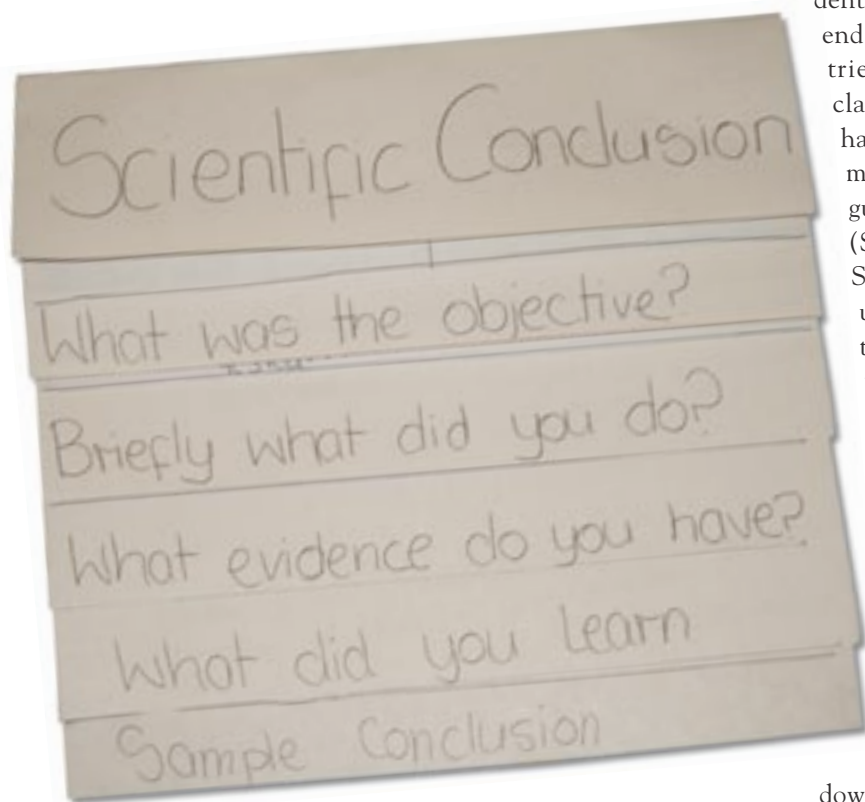 Scientific Conclusion
What was the objective?
Briefly what did you do?
What evidence do you have?
What did you learn
Sample Conclusion